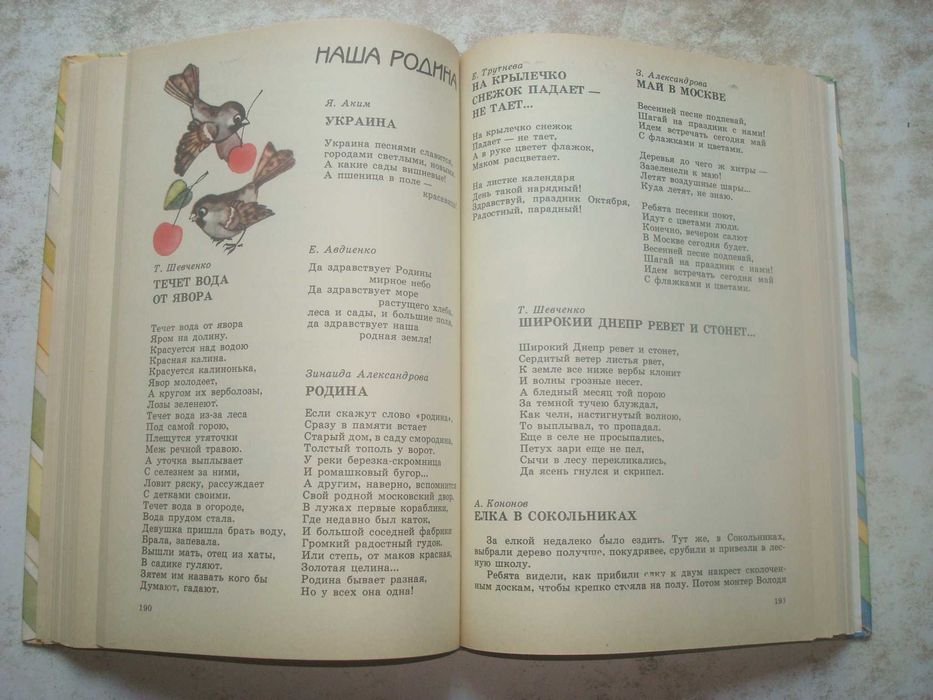 НАША РОДИНА
Т. Шевченко
ТЕЧЕТ ВОДА
ОТ ЯВОРА
Течет вода от явора
Яром на долину.
Красуется над водою
Красная калина.
Красуется калинонька,
Явор молодеет,
А кругом их верболозы,
Лозы зеленеют.
Течет вода из-за леса
Под самой горою,
Плещутся утяточки
Меж речной травою.
А уточка выплывает
С селезнем за ними,
Ловит ряску, рассуждает
С детками своими.
Течет вода в огороде,
Вода прудом стала.
Девушка пришла брать воду,
Брала, запевала.
Вышли мать, отец из хаты,
В садике гуляют.
Зятем им назвать кого бы
Думают, гадают.
190
Я. Аким
УКРАИНА
Украина песнями славится,
городами светлыми, новыми.
А какие сады вишневые!
А пшеница в поле —
красавица!
Е. Авдиенко
Да здравствует Родины
мирное небо
Да здравствует море
растущего хлеба,
леса и сады, и большие поля,
да здравствует наша
родная земля!
Зинаида Александрова
РОДИНА
Если скажут слово «родина»,
Сразу в памяти встает
Старый дом, в саду смородина,
Толстый тополь у ворот.
У реки березка-скромница
И ромашковый бугор...
А другим, наверно, вспомнится
Свой родной московский двор.
В лужах первые кораблики,
Где недавно был каток,
И большой соседней фабрики
Громкий радостный гудок.
Или степь, от маков красная,
Золотая целина...
Родина бывает разная,
Но у всех она одна!
Е. Трутнева
НА КРЫЛЕЧКО
СНЕЖОК ПАДАЕТ —
НЕ ТАЕТ...
На крылечко снежок
Падает — не тает,
А в руке цветет флажок,
Маком расцветает.
На листке календаря
День такой нарядный!
Здравствуй, праздник Октября,
Радостный, парадный!
З. Александрова
МАЙ В МОСКВЕ
Весенней песне подпевай,
Шагай на праздник с нами!
Идем встречать сегодня май
С флажками и цветами.
Деревья до чего ж хитры —
Зазеленели к маю!
Летят воздушные шары...
Куда летят, не знаю.
Ребята песенки поют,
Идут с цветами люди.
Конечно, вечером салют
В Москве сегодня будет.
Весенней песне подпевай,
Шагай на праздник с нами!
Идем встречать сегодня май
С флажками и цветами.
Т. Шевченко
ШИРОКИЙ ДНЕПР РЕВЕТ И СТОНЕТ...
Широкий Днепр ревет и стонет,
Сердитый ветер листья рвет,
К земле все ниже вербы клонит
И волны грозные несет.
А бледный месяц той порою
За темной тучею блуждал,
Как челн, настигнутый волною,
То выплывал, то пропадал.
Еще в селе не просыпались,
Петух зари еще не пел,
Сычи в лесу перекликались,
Да ясень гнулся и скрипел.
А. Кононов
ЕЛКА В СОКОЛЬНИКАХ
За елкой недалеко было ездить. Тут же, в Сокольниках,
выбрали дерево получше, покудрявее, срубили и привезли в лес-
ную школу.
Ребята видели, как прибили елку к двум накрест сколочен-
ным доскам, чтобы крепко стояла на полу. Потом монтер Володя
191